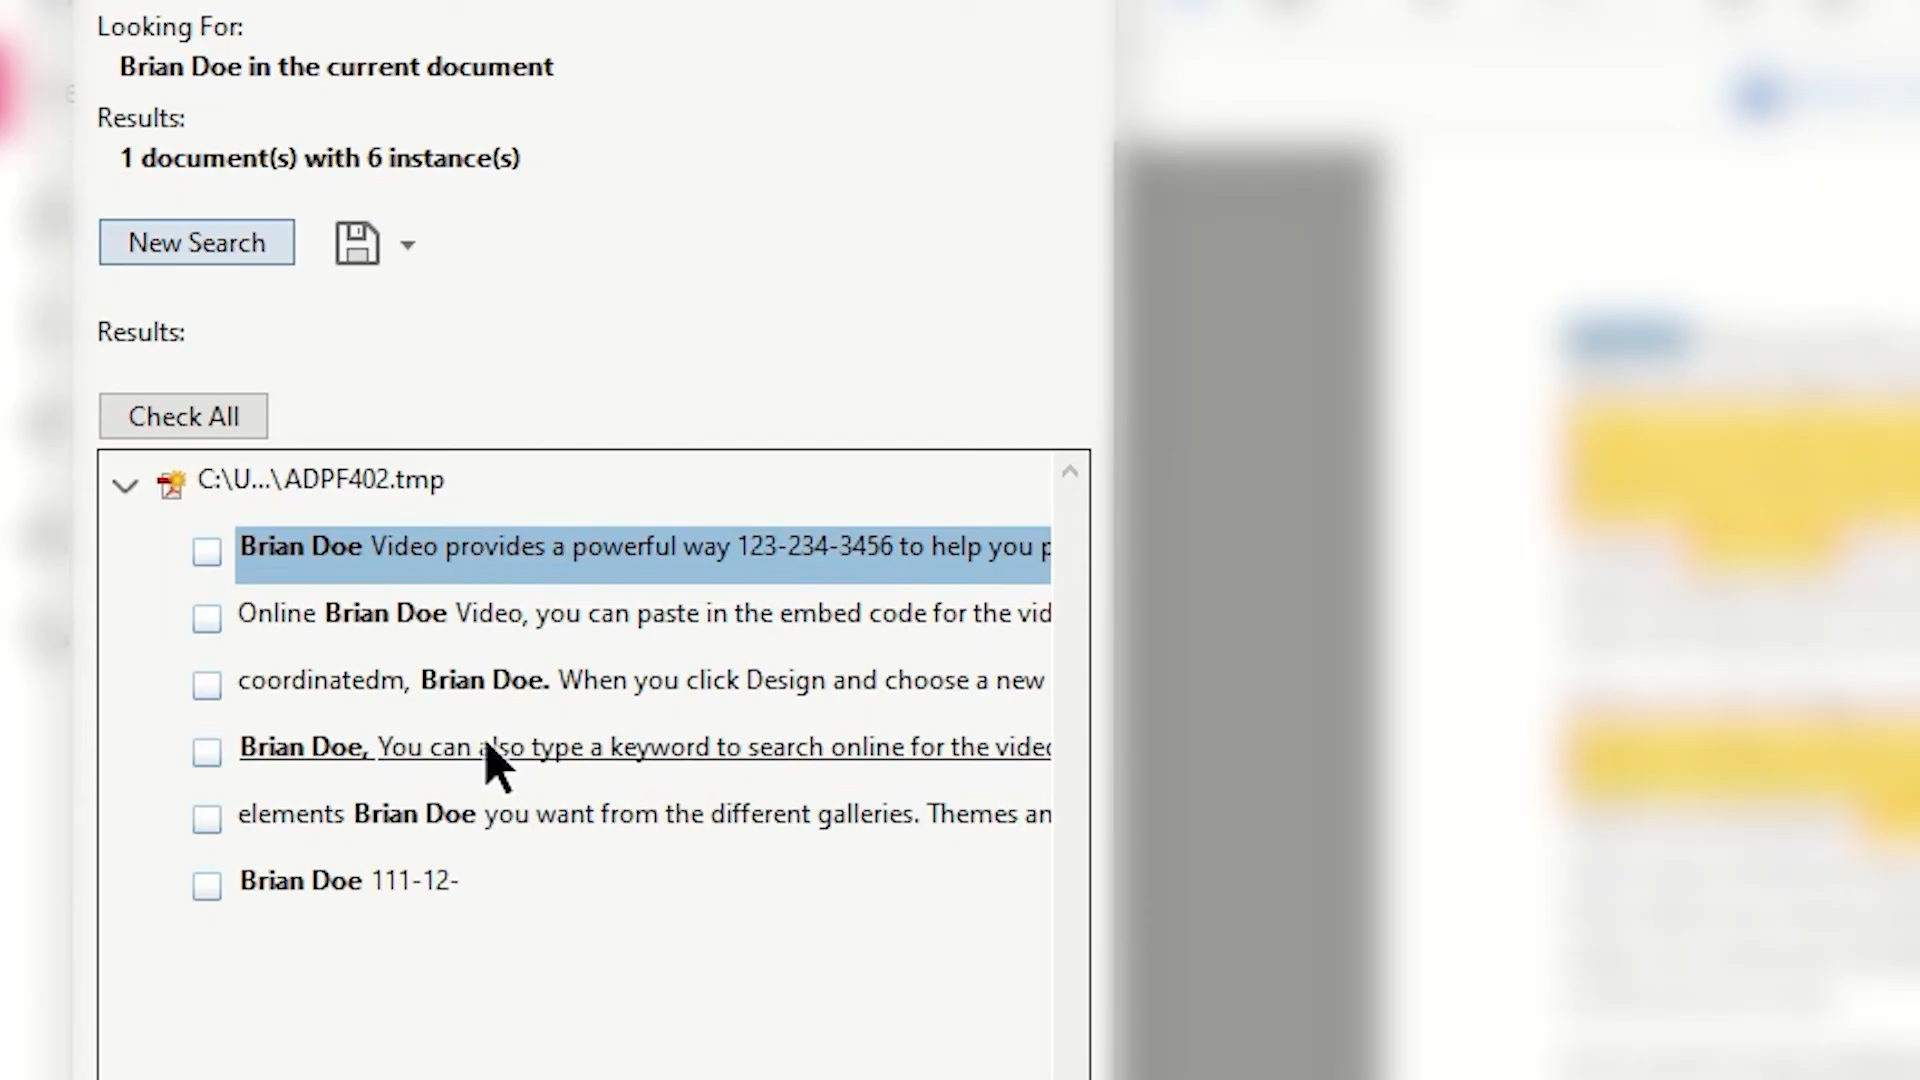 Looking For:
Brian Doe in the current document
Results:
1 document(s) with 6 instance(s)
New Search
Results:
Check All
C:\U...\ADPF402.tmp
Brian Doe Video provides a powerful way 123-234-3456 to help you p
Online Brian Doe Video, you can paste in the embed code for the vid
coordinatedm, Brian Doe. When you click Design and choose a new
Brian Doe, You can also type a keyword to search online for the video
elements Brian Doe you want from the different galleries. Themes an
Brian Doe 111-12-